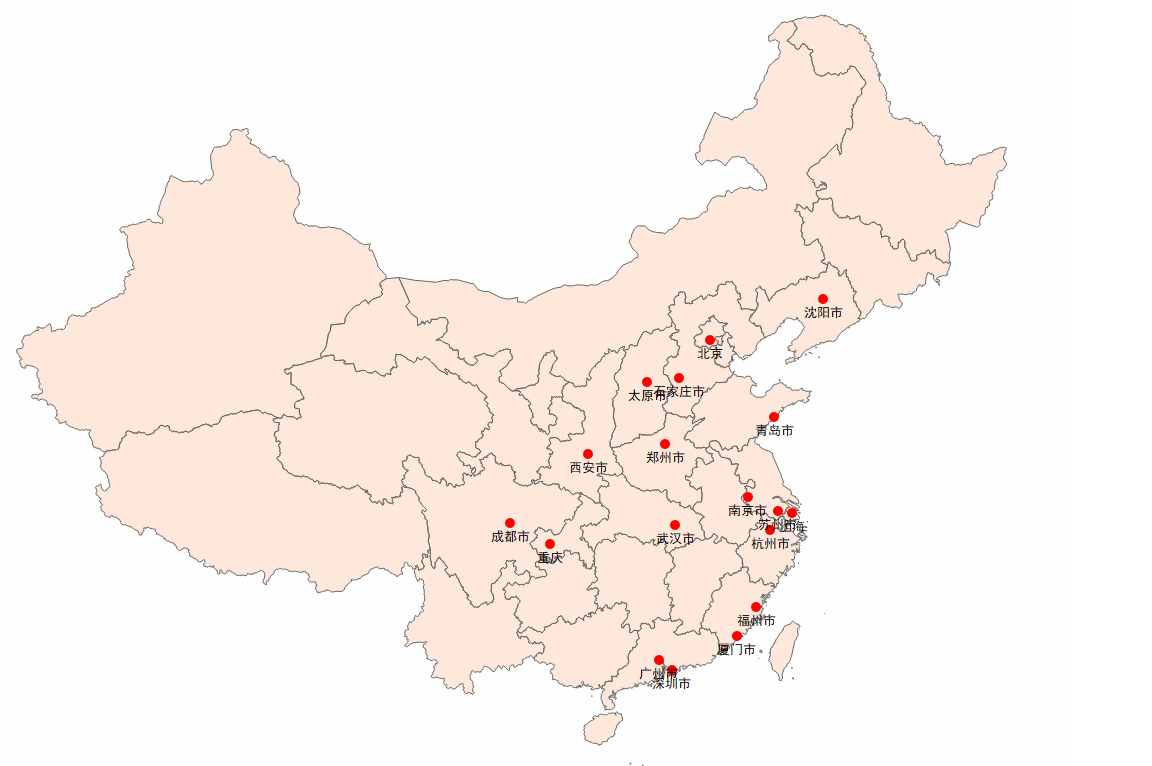 沈阳市
北京
太原市
石家庄市
青岛市
郑州市
西安市
南京市
苏州市
上海
成都市
武汉市
杭州市
重庆
福州市
厦门市
广州市
深圳市